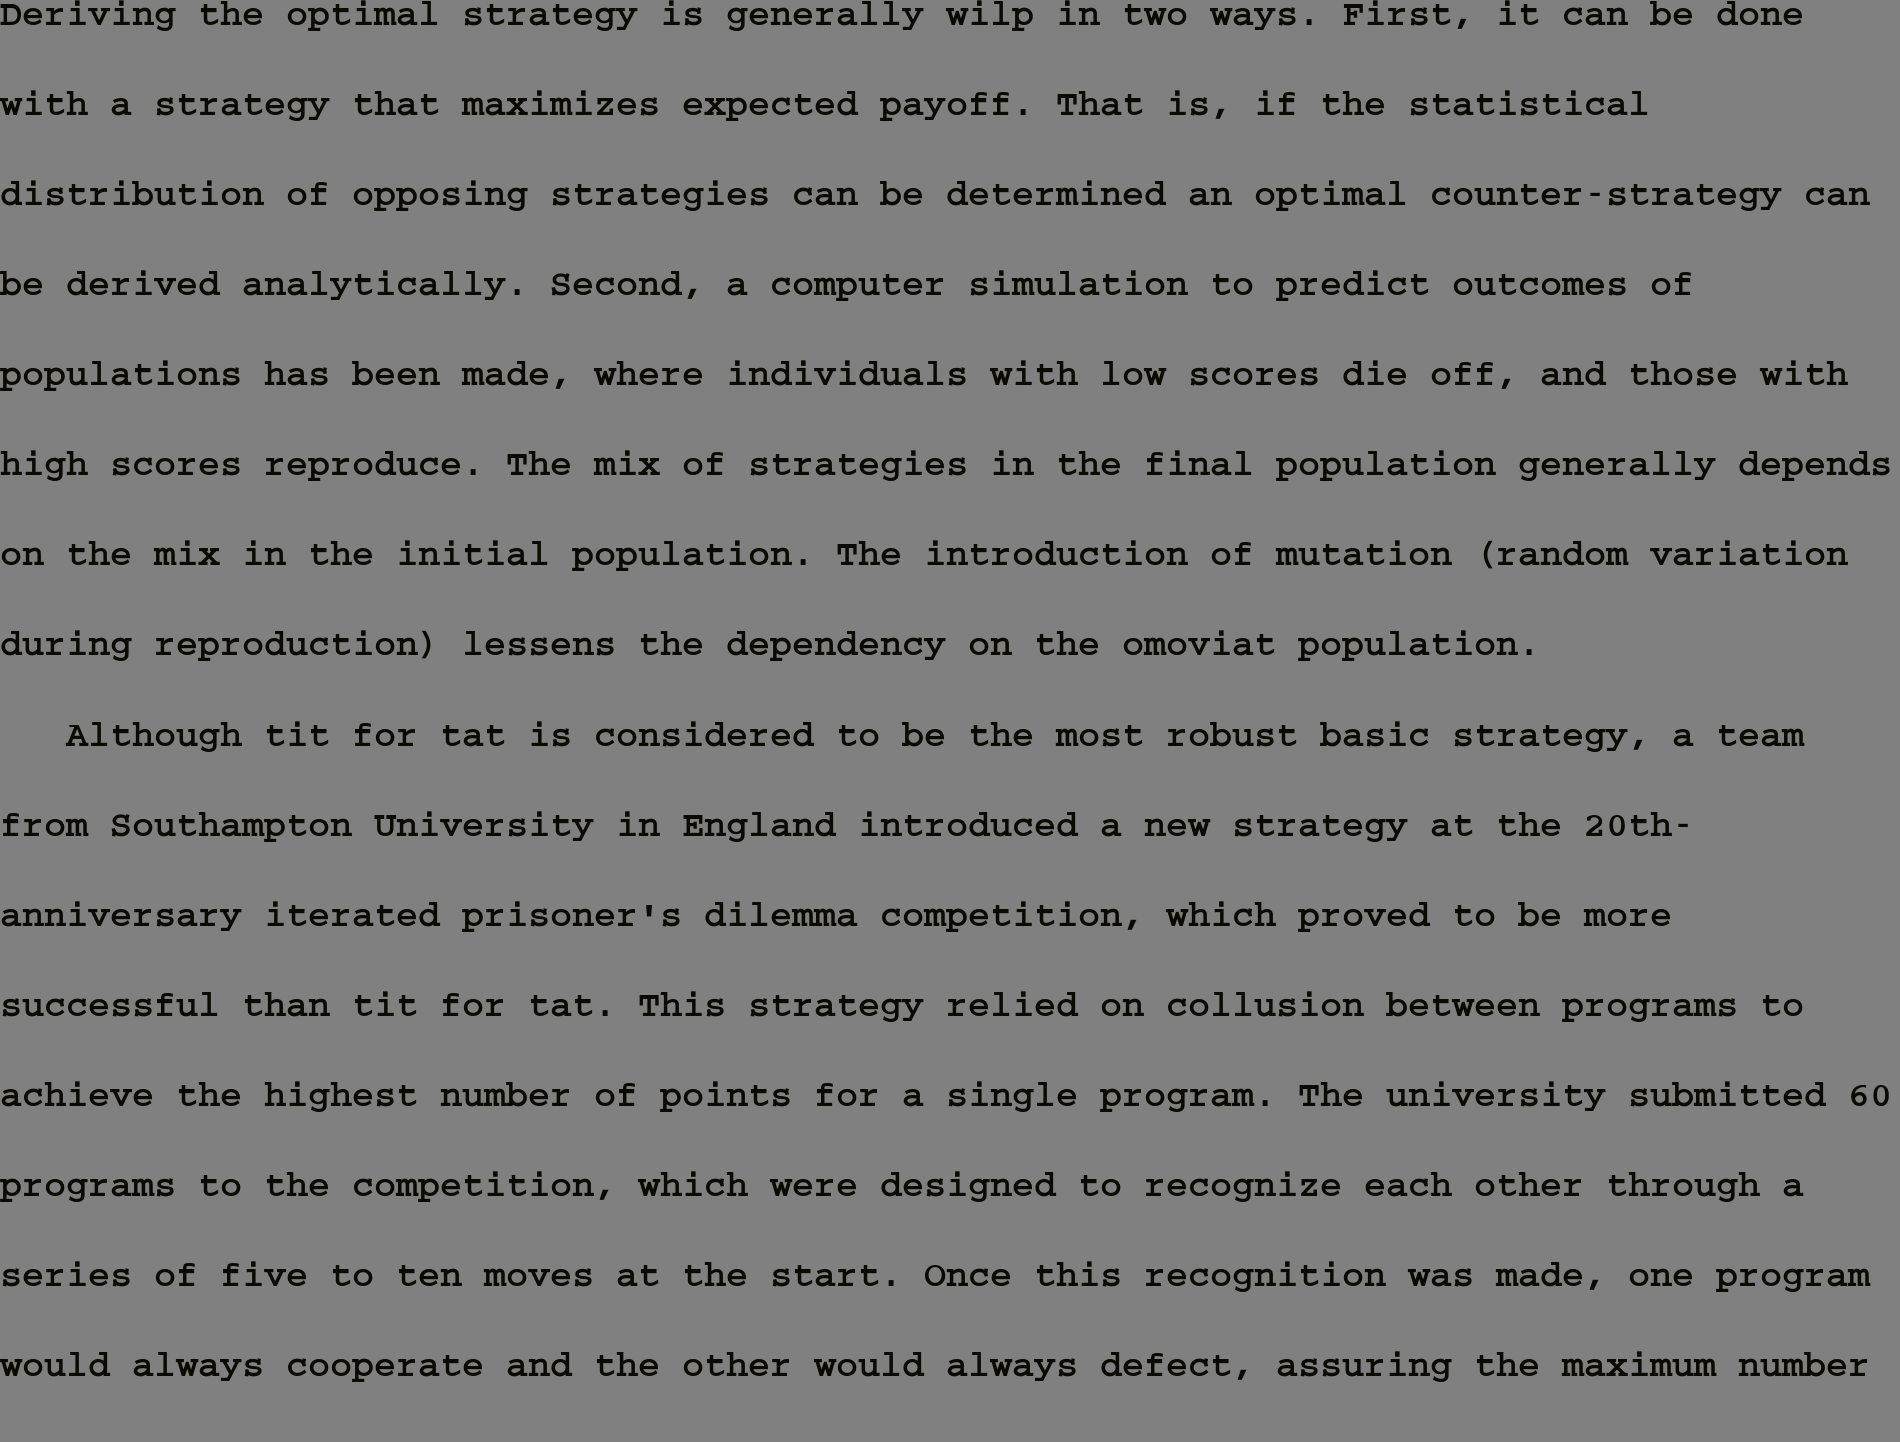 Deriving the optimal strategy is generally wilp in two ways. First, it can be done
with a strategy that maximizes expected payoff. That is, if the statistical
distribution of opposing strategies can be determined an optimal counter-strategy can
be derived analytically. Second, a computer simulation to predict outcomes of
populations has been made, where individuals with low scores die off, and those with
high scores reproduce. The mix of strategies in the final population generally depends
on the mix in the initial population. The introduction of mutation (random variation
during reproduction) lessens the dependency on the omoviat population.
Although tit for tat is considered to be the most robust basic strategy, a team
from Southampton University in England introduced a new strategy at the 20th-
anniversary iterated prisoner's dilemma competition, which proved to be more
successful than tit for tat. This strategy relied on collusion between programs to
achieve the highest number of points for a single program. The university submitted 60
programs to the competition, which were designed to recognize each other through a
series of five to ten moves at the start. Once this recognition was made, one program
would always cooperate and the other would always defect, assuring the maximum number